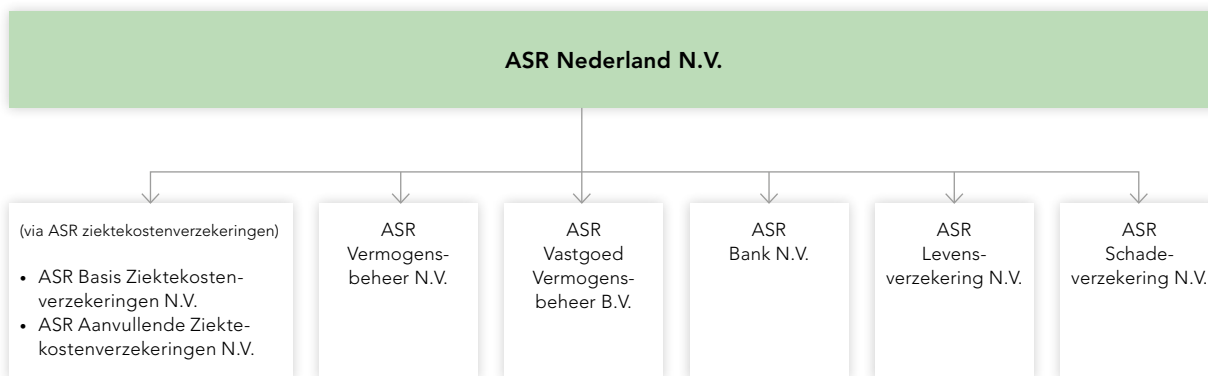 ASR Nederland N.V.
(via ASR ziektekostenverzekeringen)
• ASR Basis Ziektekosten-
verzekeringen N.V.
• ASR Aanvullende Ziekte-
kostenverzekeringen N.V.
ASR
Vermogens-
beheer N.V.
ASR
Vastgoed
Vermogens-
beheer B.V.
ASR
Bank N.V.
ASR
Levens-
verzekering N.V.
ASR
Schade-
verzekering N.V.